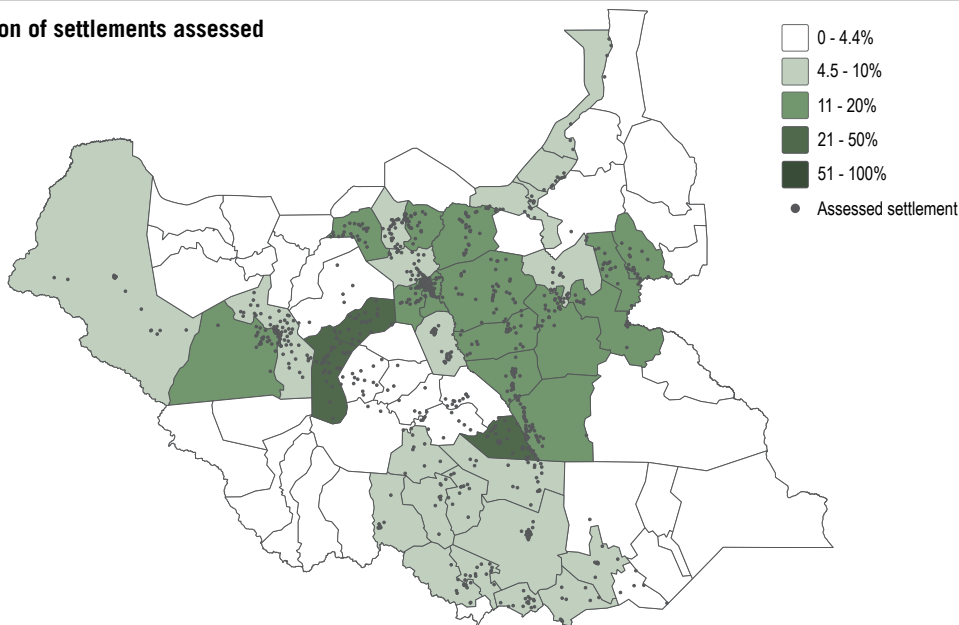 on of settlements assessed
0 - 4.4%
4.5 - 10%
11 - 20%
21 - 50%
51 - 100%
Assessed settlement